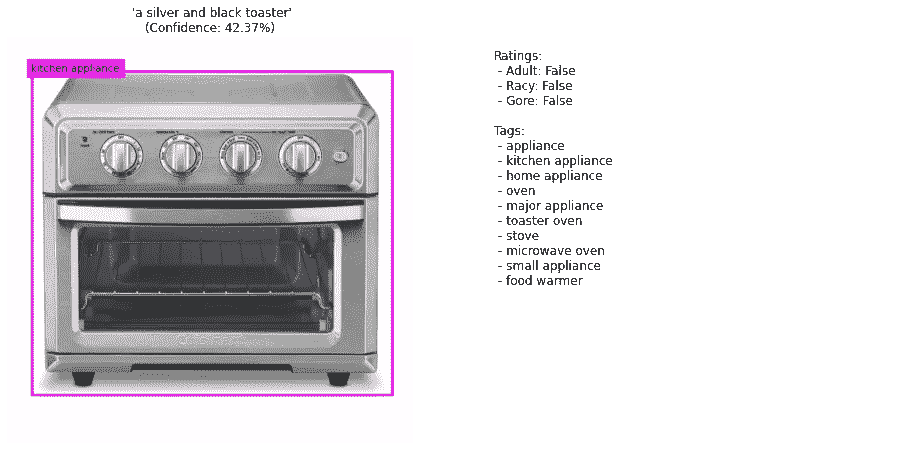 'a silver and black toaster'
(Confidence: 42.37%)
kitchen appliance
Ratings:
- Adult: False
- Racy: False
- Gore: False
Tags:
- appliance
- kitchen appliance
- home appliance
- oven
- major appliance
- toaster oven
- stove
- microwave oven
- small appliance
- food warmer